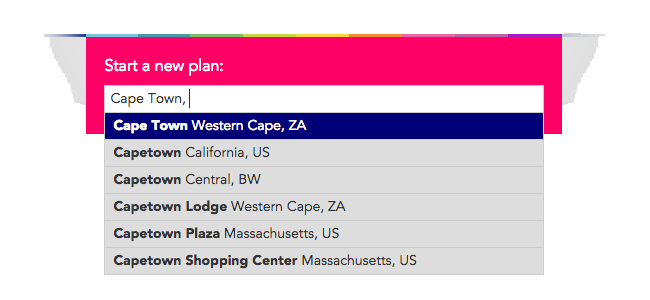 Start a new plan:
Cape Town,
Cape Town Western Cape, ZA
Capetown California, US
Capetown Central, BW
Capetown Lodge Western Cape, ZA
Capetown Plaza Massachusetts, US
Capetown Shopping Center Massachusetts, US